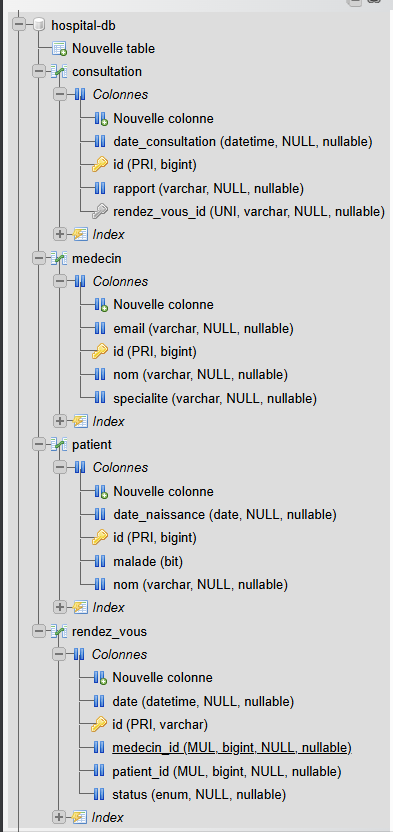 hospital-db
Nouvelle table
consultation
Colonnes
Nouvelle colonne
date_consultation (datetime, NULL, nullable)
id (PRI, bigint)
rapport (varchar, NULL, nullable)
rendez_vous_id (UNI, varchar, NULL, nullable)
Index
medecin
Colonnes
Nouvelle colonne
email (varchar, NULL, nullable)
id (PRI, bigint)
nom (varchar, NULL, nullable)
specialite (varchar, NULL, nullable)
Index
patient
Colonnes
Nouvelle colonne
date_naissance (date, NULL, nullable)
id (PRI, bigint)
malade (bit)
nom (varchar, NULL, nullable)
Index
rendez_vous
Colonnes
Nouvelle colonne
date (datetime, NULL, nullable)
id (PRI, varchar)
medecin_id (MUL, bigint, NULL, nullable)
patient_id (MUL, bigint, NULL, nullable)
status (enum, NULL, nullable)
Index